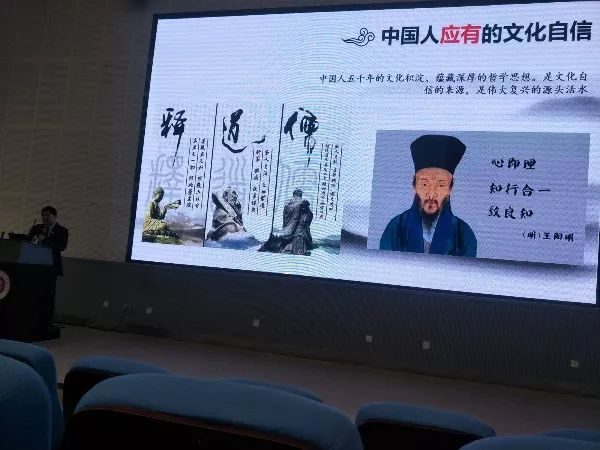 中国人应有的文化自信
中国人五千年的文化积淀、蕴藏深厚的哲学思想。是文化自
信的来源，是伟大复兴的源头活水
释
道
儒
心即理
知行合一
致良知
(明)王阳明